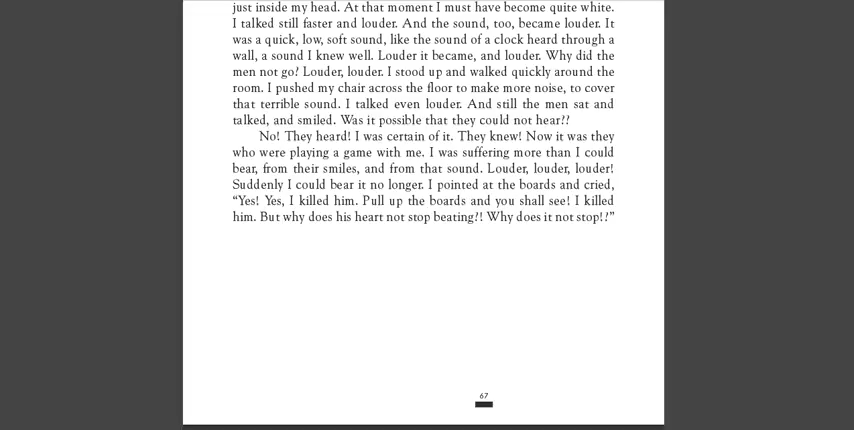 just inside my head. At that moment I must have become quite white.
I talked still faster and louder. And the sound, too, became louder. It
was a quick, low, soft sound, like the sound of a clock heard through a
wall, a sound I knew well. Louder it became, and louder. Why did the
men not go? Louder, louder. I stood up and walked quickly around the
room. I pushed my chair across the floor to make more noise, to cover
that terrible sound. I talked even louder. And still the men sat and
talked, and smiled. Was it possible that they could not hear??
No! They heard! I was certain of it. They knew! Now it was they
who were playing a game with me. I was suffering more than I could
bear, from their smiles, and from that sound. Louder, louder, louder!
Suddenly I could bear it no longer. I pointed at the boards and cried,
“Yes! Yes, I killed him. Pull up the boards and you shall see! I killed
him. But why does his heart not stop beating?! Why does it not stop!?”
67